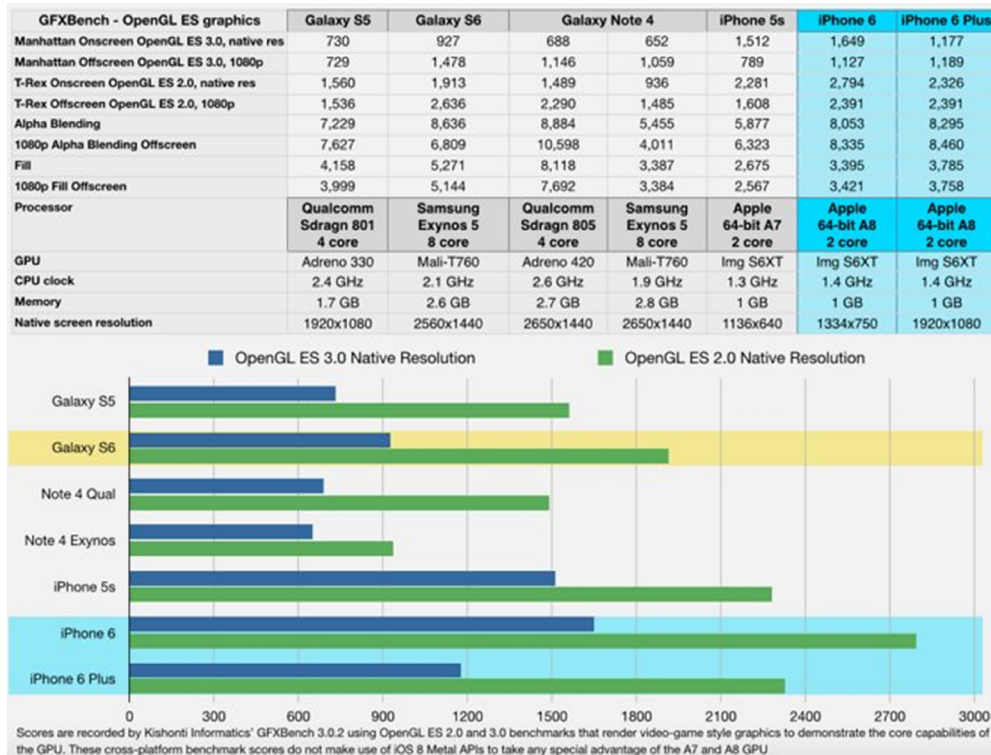 GFXBench - OpenGL ES graphics Galaxy S5 Galaxy S6 Galaxy Note 4 iPhone 5s iPhone 6 iPhone 6 Plus
Manhattan Onscreen OpenGL ES 3.0, native res 730 927 688 652 1,512 1,649 1,177
Manhattan Offscreen OpenGL ES 3.0, 1080p 729 1,478 1,146 1,059 789 1,127 1,189
T-Rex Onscreen OpenGL ES 2.0, native res 1,560 1,913 1,489 936 2,281 2,794 2,326
T-Rex Offscreen OpenGL ES 2.0, 1080p 1,536 2,636 2,290 1,485 1,608 2,391 2,391
Alpha Blending 7,229 8,636 8,884 5,455 5,877 8,053 8,295
1080p Alpha Blending Offscreen 7,627 6,809 10,598 4,011 6,323 8,335 8,460
Fill 4,158 5,271 8,118 3,387 2,675 3,395 3,785
1080p Fill Offscreen 3,999 5,144 7,692 3,384 2,567 3,421 3,758
Processor Qualcomm Samsung Qualcomm Samsung Apple Apple Apple
Sdragn 801 Exynos 5 Sdragn 805 Exynos 5 64-bit A7 64-bit A8 64-bit A8
4 core 8 core 4 core 8 core 2 core 2 core 2 core
GPU Adreno 330 Mali-T760 Adreno 420 Mali-T760 Img S6XT Img S6XT Img S6XT
CPU clock 2.4 GHz 2.1 GHz 2.6 GHz 1.9 GHz 1.3 GHz 1.4 GHz 1.4 GHz
Memory 1.7 GB 2.6 GB 2.7 GB 2.8 GB 1 GB 1 GB 1 GB
Native screen resolution 1920x1080 2560x1440 2650x1440 2650x1440 1136x640 1334x750 1920x1080
OpenGL ES 3.0 Native Resolution OpenGL ES 2.0 Native Resolution
Galaxy S5
Galaxy S6
Note 4 Qual
Note 4 Exynos
iPhone 5s
iPhone 6
iPhone 6 Plus
0 300 600 900 1200 1500 1800 2100 2400 2700 3000
Scores are recorded by Kishonti Informatics' GFXBench 3.0.2 using OpenGL ES 2.0 and 3.0 benchmarks that render video-game style graphics to demonstrate the core capabilities of
the GPU. These cross-platform benchmark scores do not make use of iOS 8 Metal APIs to take any special advantage of the A7 and A8 GPU